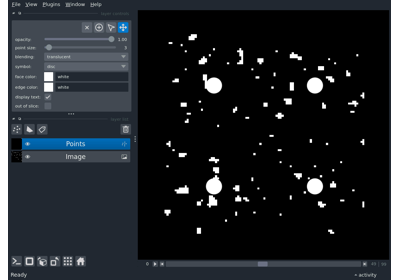 File View Plugins Window Help
opacity: 1.00
point size: 3
blending: translucent
symbol: disc
face color: white
edge color: white
display text: ✓
out of slice:
Points
Image
0
Ready
activity